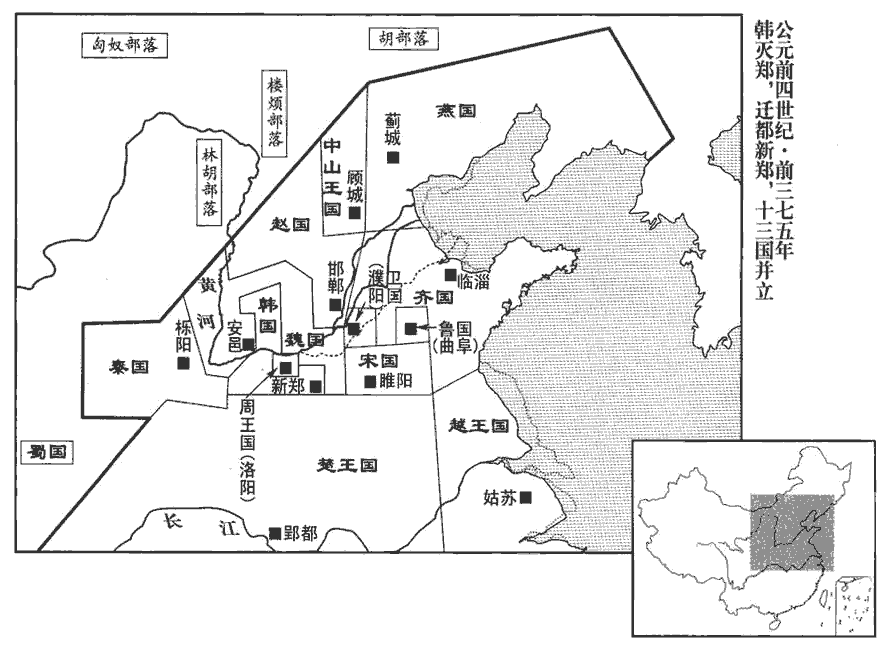 公元前四世纪·前三七五年
韩灭郑,迁都新郑,十三国并立
匈奴部落
胡部落
楼烦部落
林胡部落
燕国
蓟城
中山王国
顾城
赵国
邯郸
卫国
(濮阳)
临淄
齐国
鲁国
(曲阜)
黄河
韩国
安邑
魏国
栎阳
秦国
宋国
睢阳
新郑
周王国(洛阳)
蜀国
楚王国
越王国
姑苏
长江
郢都